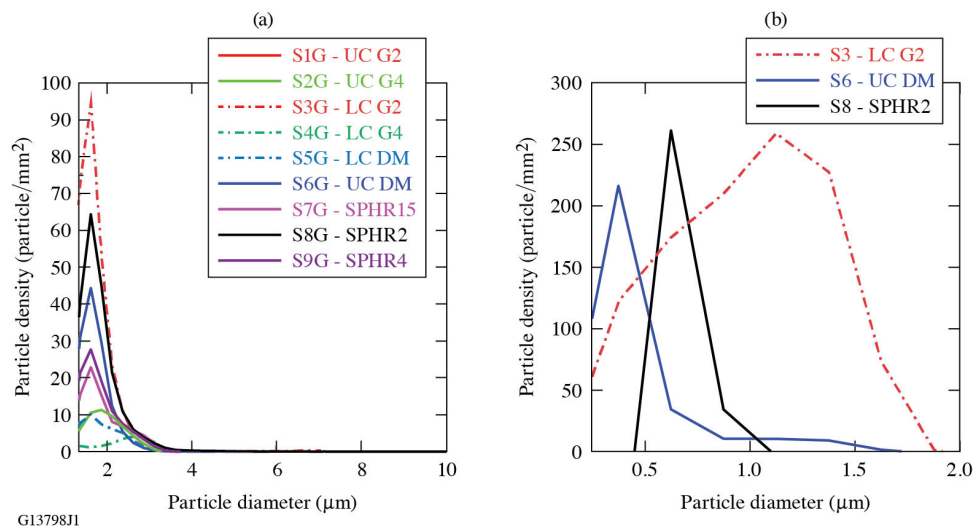 (a)
S1G - UC G2
S2G - UC G4
S3G - LC G2
S4G - LC G4
S5G - LC DM
S6G - UC DM
S7G - SPHR15
S8G - SPHR2
S9G - SPHR4
Particle density (particle/mm²)
100
90
80
70
60
50
40
30
20
10
0
2 4 6 8 10
Particle diameter (μm)
(b)
S3 - LC G2
S6 - UC DM
S8 - SPHR2
Particle density (particle/mm²)
300
250
200
150
100
50
0
0.5 1.0 1.5 2.0
Particle diameter (μm)
G13798J1